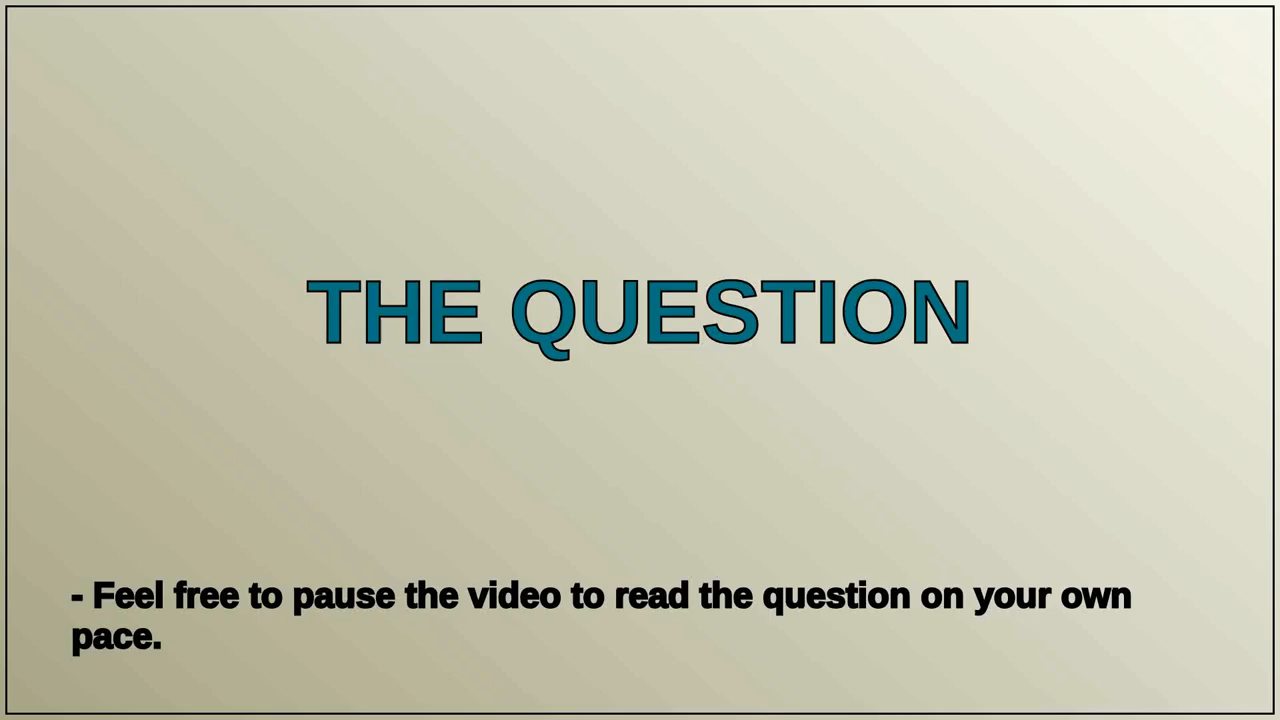 THE QUESTION
- Feel free to pause the video to read the question on your own
pace.